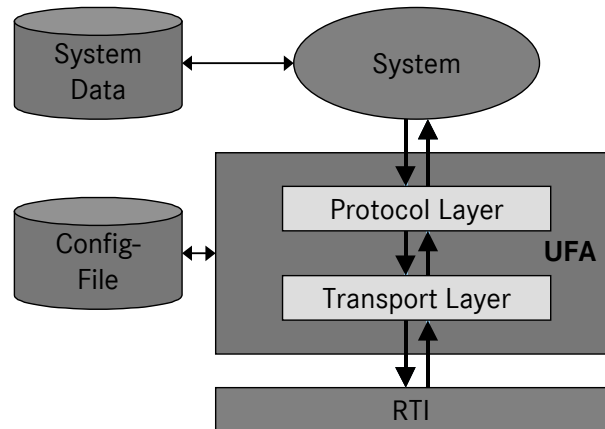 System
Data
System
Protocol Layer
Config-
File
UFA
Transport Layer
RTI